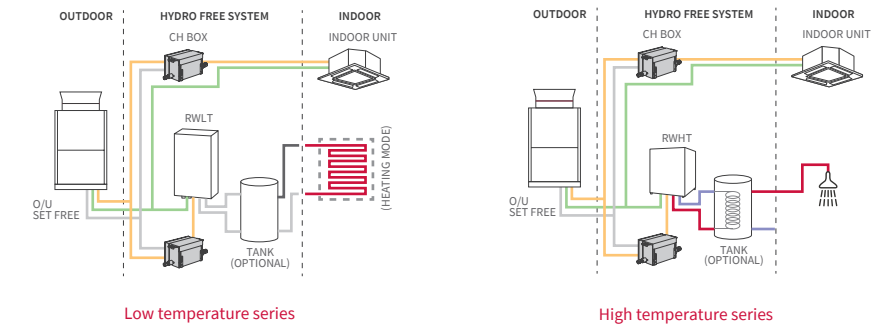 OUTDOOR
HYDRO FREE SYSTEM
INDOOR
CH BOX
INDOOR UNIT
RWLT
(HEATING MODE)
O/U
SET FREE
TANK
(OPTIONAL)
Low temperature series
OUTDOOR
HYDRO FREE SYSTEM
INDOOR
CH BOX
INDOOR UNIT
RWHT
O/U
SET FREE
TANK
(OPTIONAL)
High temperature series